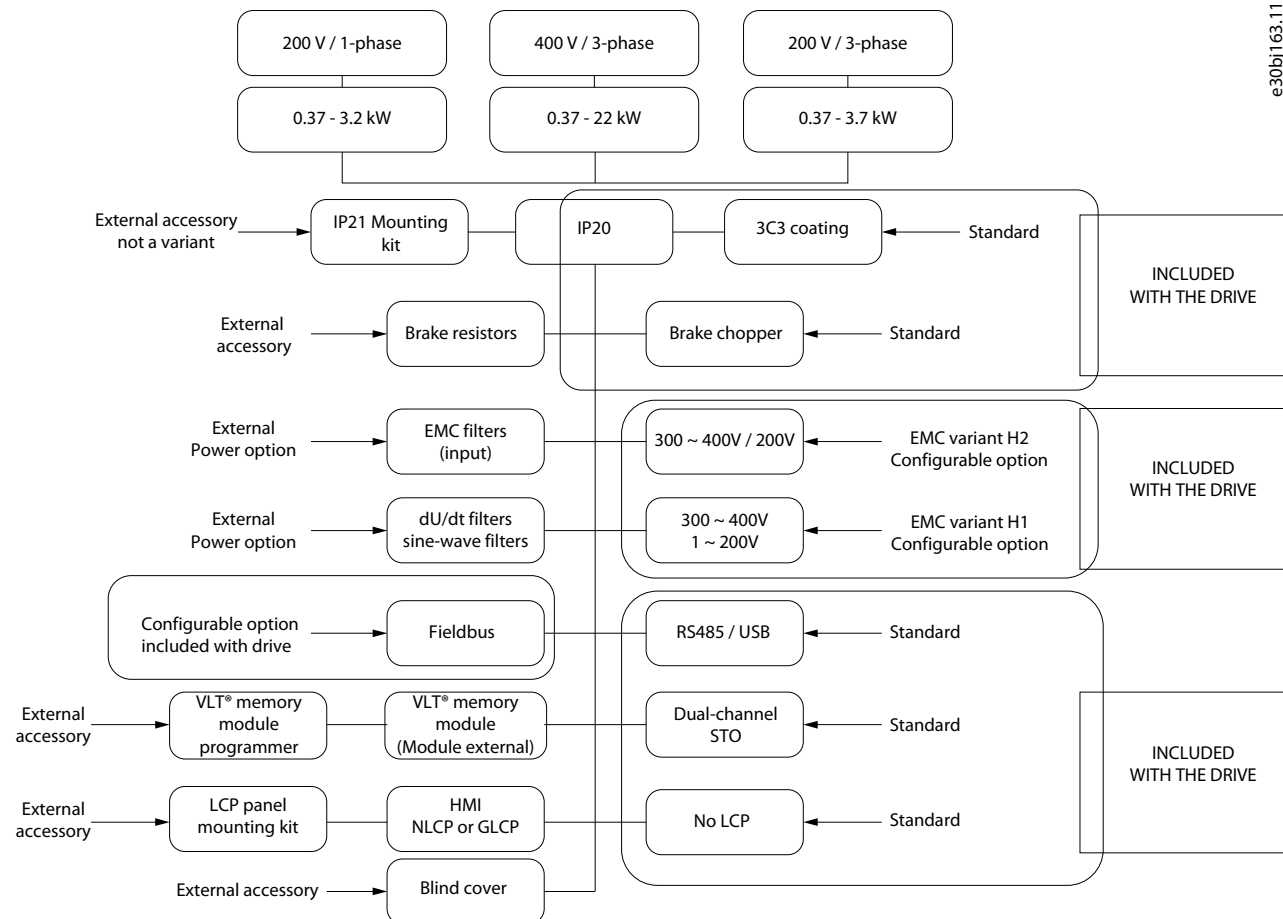 e30bj163.11
200 V / 1-phase
400 V / 3-phase
200 V / 3-phase
0.37 - 3.2 kW
0.37 - 22 kW
0.37 - 3.7 kW
External accessory
not a variant
IP21 Mounting
kit
IP20
3C3 coating
Standard
INCLUDED
WITH THE DRIVE
External
accessory
Brake resistors
Brake chopper
Standard
External
Power option
EMC filters
(input)
300 ~ 400V / 200V
EMC variant H2
Configurable option
INCLUDED
WITH THE DRIVE
External
Power option
dU/dt filters
sine-wave filters
300 ~ 400V
1 ~ 200V
EMC variant H1
Configurable option
Configurable option
included with drive
Fieldbus
RS485 / USB
Standard
External
accessory
VLT® memory
module
programmer
VLT® memory
module
(Module external)
Dual-channel
STO
Standard
INCLUDED
WITH THE DRIVE
External
accessory
LCP panel
mounting kit
HMI
NLCP or GLCP
No LCP
Standard
External accessory
Blind cover